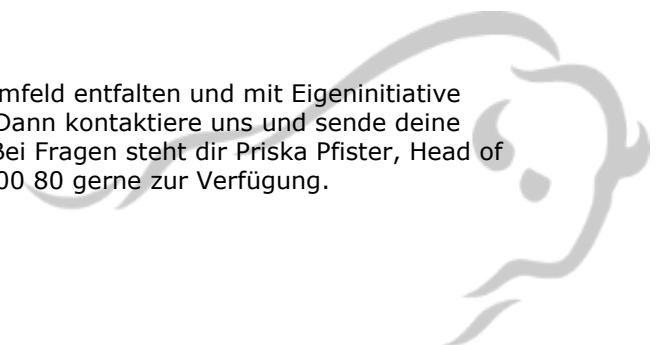 mfeld entfalten und mit Eigeninitiative
Dann kontaktiere uns und sende deine
Bei Fragen steht dir Priska Pfister, Head of
00 80 gerne zur Verfügung.